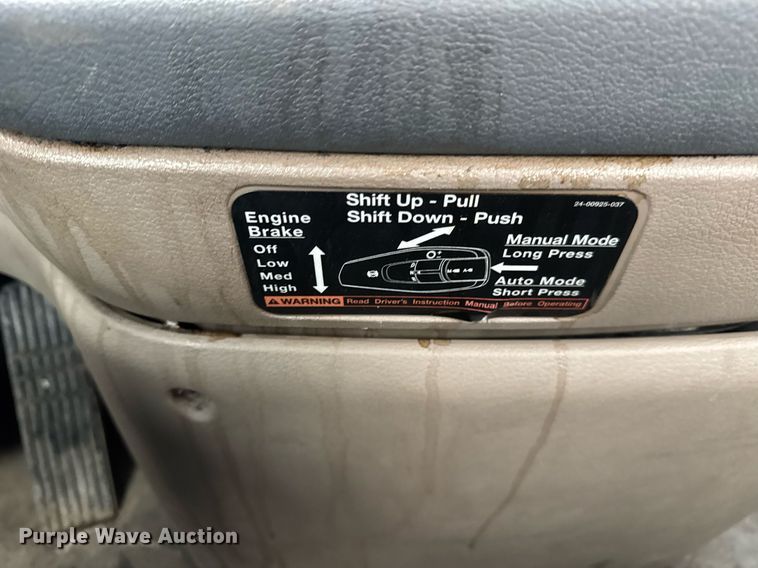 Shift Up - Pull
24-00925-037
Engine
Brake
Shift Down - Push
Off
Low
Med
High
Manual Mode
Long Press
Auto Mode
Short Press
WARNING Read Driver's Instruction Manual Before Operating
Purple Wave Auction